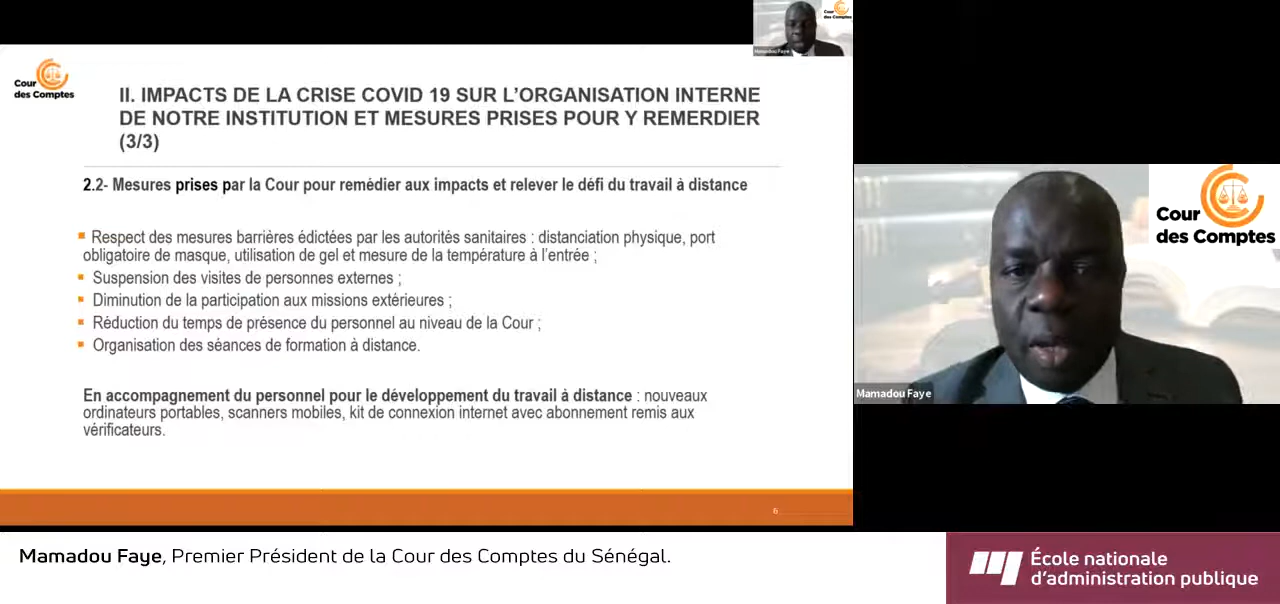 Cour
des Comptes
Mamadou Faye
Cour
des Comptes
II. IMPACTS DE LA CRISE COVID 19 SUR L'ORGANISATION INTERNE
DE NOTRE INSTITUTION ET MESURES PRISES POUR Y REMERDIER
(3/3)
2.2- Mesures prises par la Cour pour remédier aux impacts et relever le défi du travail à distance
Respect des mesures barrières édictées par les autorités sanitaires : distanciation physique, port
obligatoire de masque, utilisation de gel et mesure de la température à l'entrée ;
Suspension des visites de personnes externes ;
Diminution de la participation aux missions extérieures ;
Réduction du temps de présence du personnel au niveau de la Cour ;
Organisation des séances de formation à distance.
En accompagnement du personnel pour le développement du travail à distance : nouveaux
ordinateurs portables, scanners mobiles, kit de connexion internet avec abonnement remis aux
vérificateurs.
6
Cour
des Comptes
Mamadou Faye
Mamadou Faye, Premier Président de la Cour des Comptes du Sénégal.
École nationale
d'administration publique